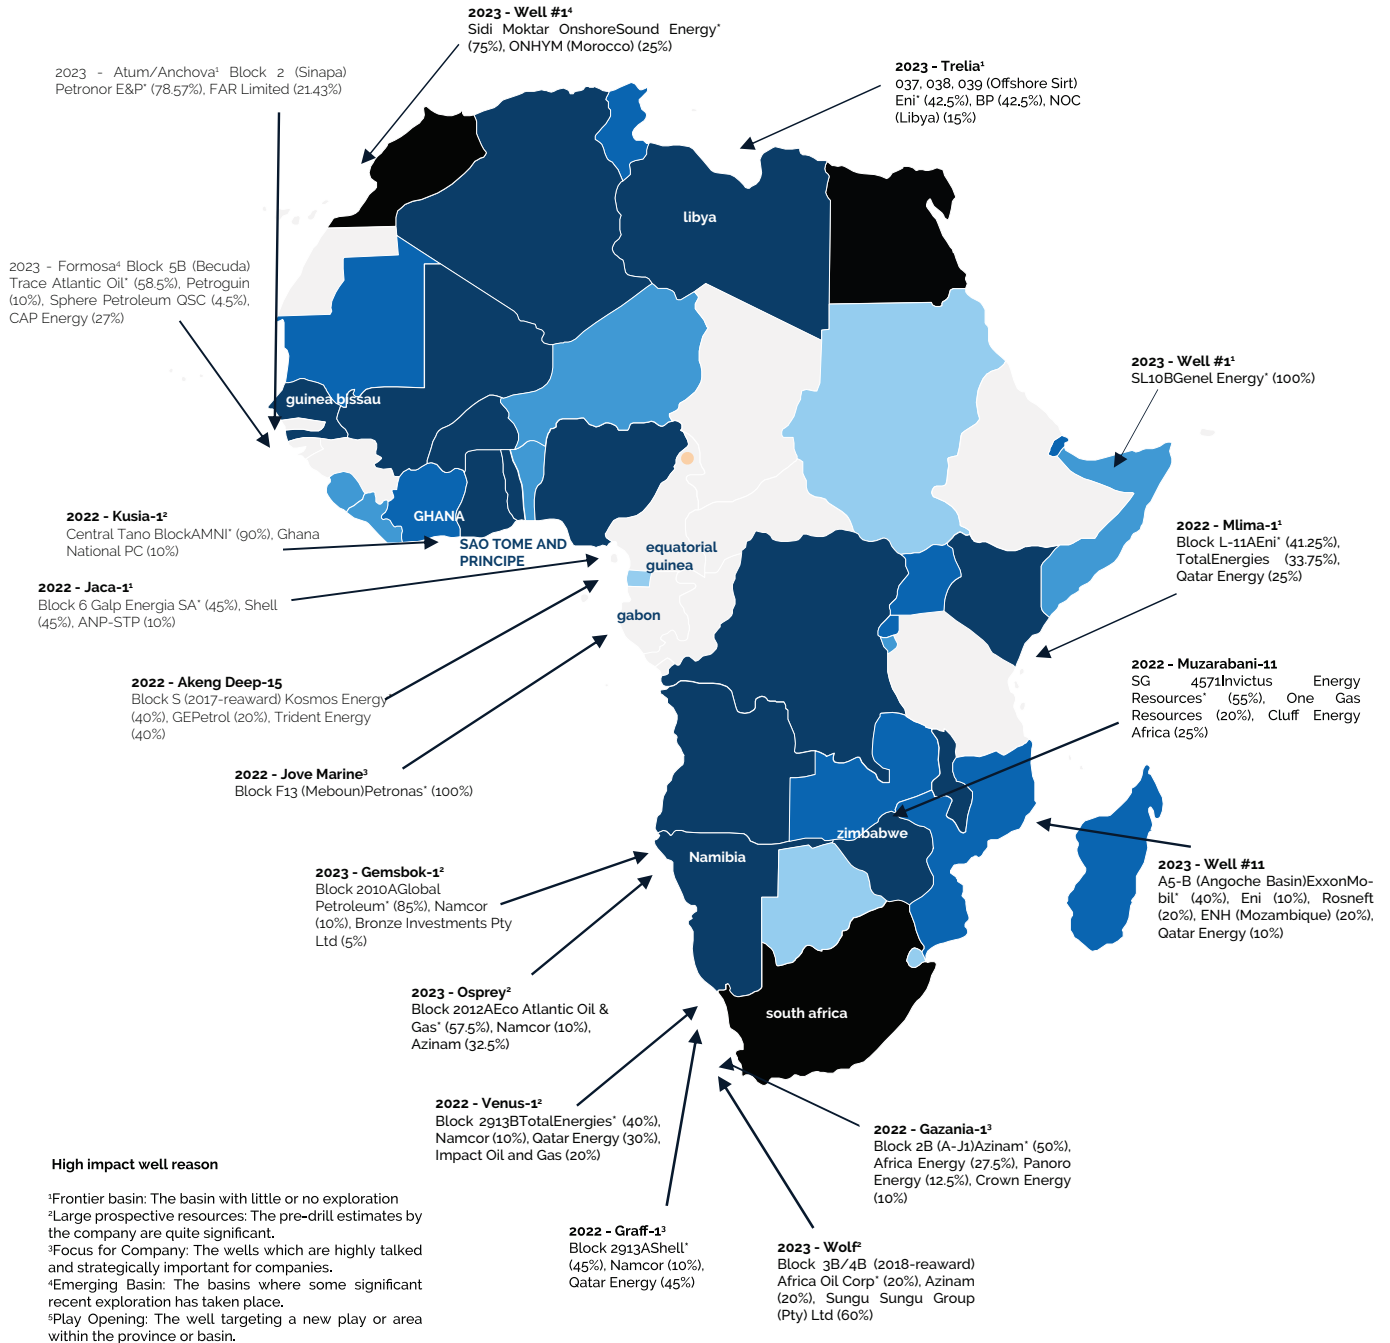 2023 - Well #1⁴
Sidi Moktar OnshoreSound Energy*
(75%), ONHYM (Morocco) (25%)
2023 - Atum/Anchova¹ Block 2 (Sinapa)
Petronor E&P* (78.57%), FAR Limited (21.43%)
2023 - Trelia¹
037, 038, 039 (Offshore Sirt)
Eni* (42.5%), BP (42.5%), NOC
(Libya) (15%)
libya
2023 - Formosa⁴ Block 5B (Becuda)
Trace Atlantic Oil* (58.5%), Petroguin
(10%), Sphere Petroleum QSC (4.5%),
CAP Energy (27%)
2023 - Well #1¹
SL10BGenel Energy* (100%)
guinea bissau
GHANA
2022 - Kusia-1²
Central Tano BlockAMNI* (90%), Ghana
National PC (10%)
SAO TOME AND
PRINCIPE
equatorial
guinea
2022 - Mlima-1¹
Block L-11AEni* (41.25%),
TotalEnergies (33.75%),
Qatar Energy (25%)
2022 - Jaca-1¹
Block 6 Galp Energia SA* (45%), Shell
(45%), ANP-STP (10%)
gabon
2022 - Akeng Deep-15
Block S (2017-reaward) Kosmos Energy*
(40%), GEPetrol (20%), Trident Energy
(40%)
2022 - Muzarabani-11
SG 4571Invictus Energy
Resources* (55%), One Gas
Resources (20%), Cluff Energy
Africa (25%)
2022 - Jove Marine³
Block F13 (Meboun)Petronas* (100%)
zimbabwe
Namibia
2023 - Gemsbok-1²
Block 2010AGlobal
Petroleum* (85%), Namcor
(10%), Bronze Investments Pty
Ltd (5%)
2023 - Well #11
A5-B (Angoche Basin)ExxonMo-
bil* (40%), Eni (10%), Rosneft
(20%), ENH (Mozambique) (20%),
Qatar Energy (10%)
2023 - Osprey²
Block 2012AEco Atlantic Oil &
Gas* (57.5%), Namcor (10%),
Azinam (32.5%)
south africa
2022 - Venus-1²
Block 2913BTotalEnergies* (40%),
Namcor (10%), Qatar Energy (30%),
Impact Oil and Gas (20%)
2022 - Gazania-1³
Block 2B (A-J1)Azinam* (50%),
Africa Energy (27.5%), Panoro
Energy (12.5%), Crown Energy
(10%)
2022 - Graff-1³
Block 2913AShell*
(45%), Namcor (10%),
Qatar Energy (45%)
2023 - Wolf²
Block 3B/4B (2018-reaward)
Africa Oil Corp* (20%), Azinam
(20%), Sungu Sungu Group
(Pty) Ltd (60%)
High impact well reason
¹Frontier basin: The basin with little or no exploration
²Large prospective resources: The pre-drill estimates by
the company are quite significant.
³Focus for Company: The wells which are highly talked
and strategically important for companies.
⁴Emerging Basin: The basins where some significant
recent exploration has taken place.
⁵Play Opening: The well targeting a new play or area
within the province or basin.